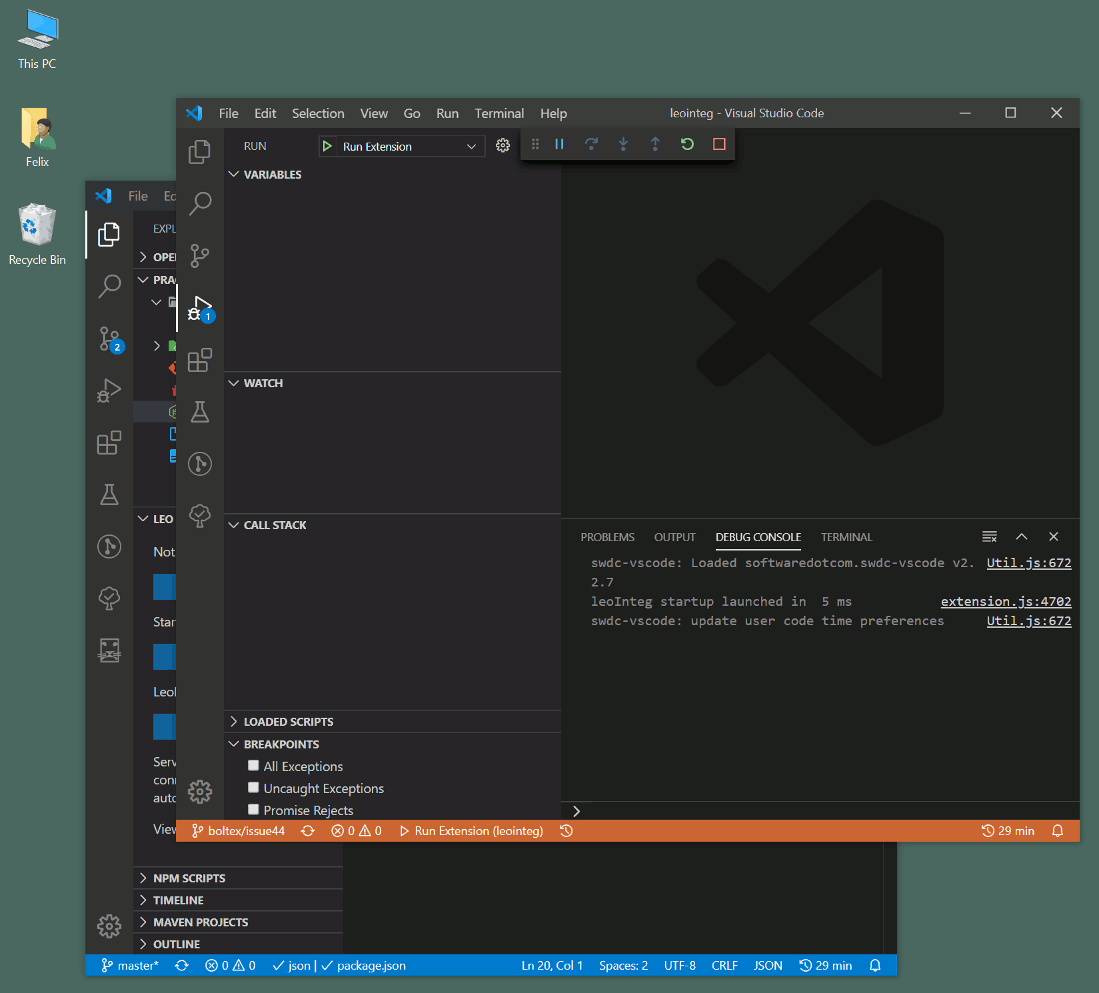 This PC
Felix
Recycle Bin
File Edit Selection View Go Run Terminal Help
leointeg - Visual Studio Code
RUN
Run Extension
VARIABLES
1
WATCH
CALL STACK
LOADED SCRIPTS
BREAKPOINTS
All Exceptions
Uncaught Exceptions
Promise Rejects
PROBLEMS OUTPUT DEBUG CONSOLE TERMINAL
swdc-vscode: Loaded softwaredotcom.swdc-vscode v2. Util.js:672
2.7
leoInteg startup launched in 5 ms extension.js:4702
swdc-vscode: update user code time preferences Util.js:672
boltex/issue44 0 0 Run Extension (leointeg) 29 min
File Ed
EXPL
OPE
PRA
2
LEO
Not
Star
Leo
Serv
conn
auto
View
NPM SCRIPTS
TIMELINE
MAVEN PROJECTS
OUTLINE
master* 0 0 json | package.json Ln 20, Col 1 Spaces: 2 UTF-8 CRLF JSON 29 min